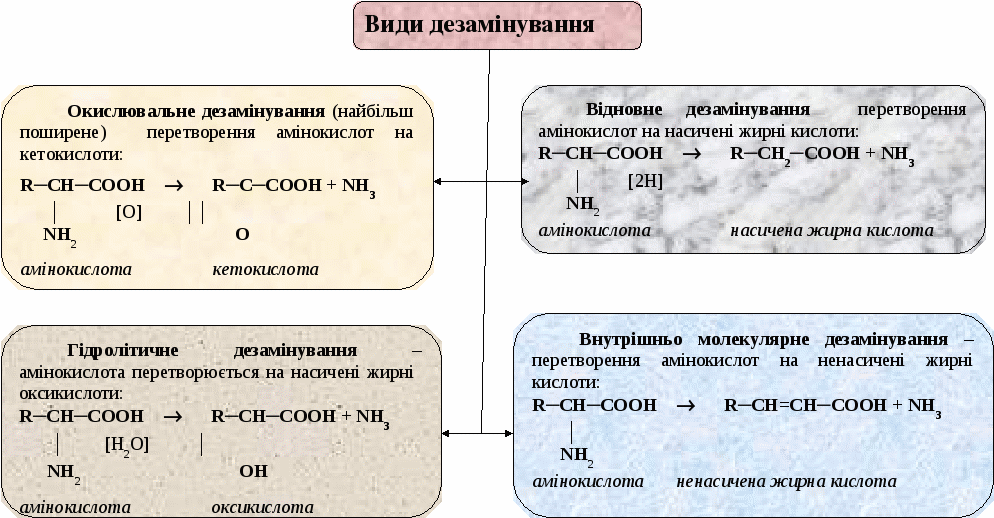 Види дезамінування
Окислювальне дезамінування (найбільш
поширене) перетворення амінокислот на
кетокислоти:
R─CH─COOH → R─C─COOH + NH3
│ [O] ││
NH2 O
амінокислота кетокислота
Відновне дезамінування перетворення
амінокислот на насичені жирні кислоти:
R─CH─COOH → R─CH2─COOH + NH3
│ [2H]
NH2
амінокислота насичена жирна кислота
Гідролітичне дезамінування –
амінокислота перетворюється на насичені жирні
оксикислоти:
R─CH─COOH → R─CH─COOH + NH3
│ [H2O] │
NH2 OH
амінокислота оксикислота
Внутрішньо молекулярне дезамінування –
перетворення амінокислот на ненасичені жирні
кислоти:
R─CH─COOH → R─CH=CH─COOH + NH3
│
NH2
амінокислота ненасичена жирна кислота